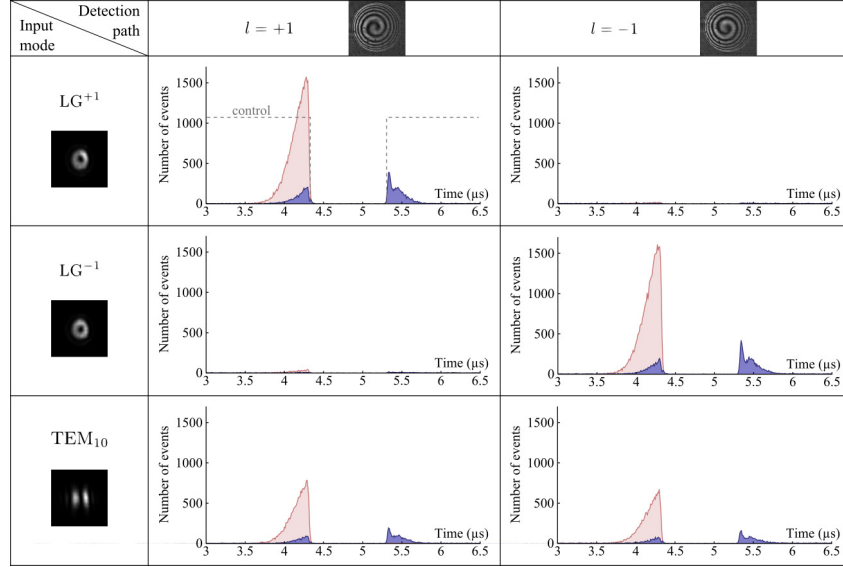 Detection
path
Input
mode
l = +1
l = −1
LG+1
Number of events
1500
1000
500
0
control
Time (µs)
3 3.5 4 4.5 5 5.5 6 6.5
Number of events
1500
1000
500
0
Time (µs)
3 3.5 4 4.5 5 5.5 6 6.5
LG−1
Number of events
1500
1000
500
0
Time (µs)
3 3.5 4 4.5 5 5.5 6 6.5
Number of events
1500
1000
500
0
Time (µs)
3 3.5 4 4.5 5 5.5 6 6.5
TEM10
Number of events
1500
1000
500
0
Time (µs)
3 3.5 4 4.5 5 5.5 6 6.5
Number of events
1500
1000
500
0
Time (µs)
3 3.5 4 4.5 5 5.5 6 6.5